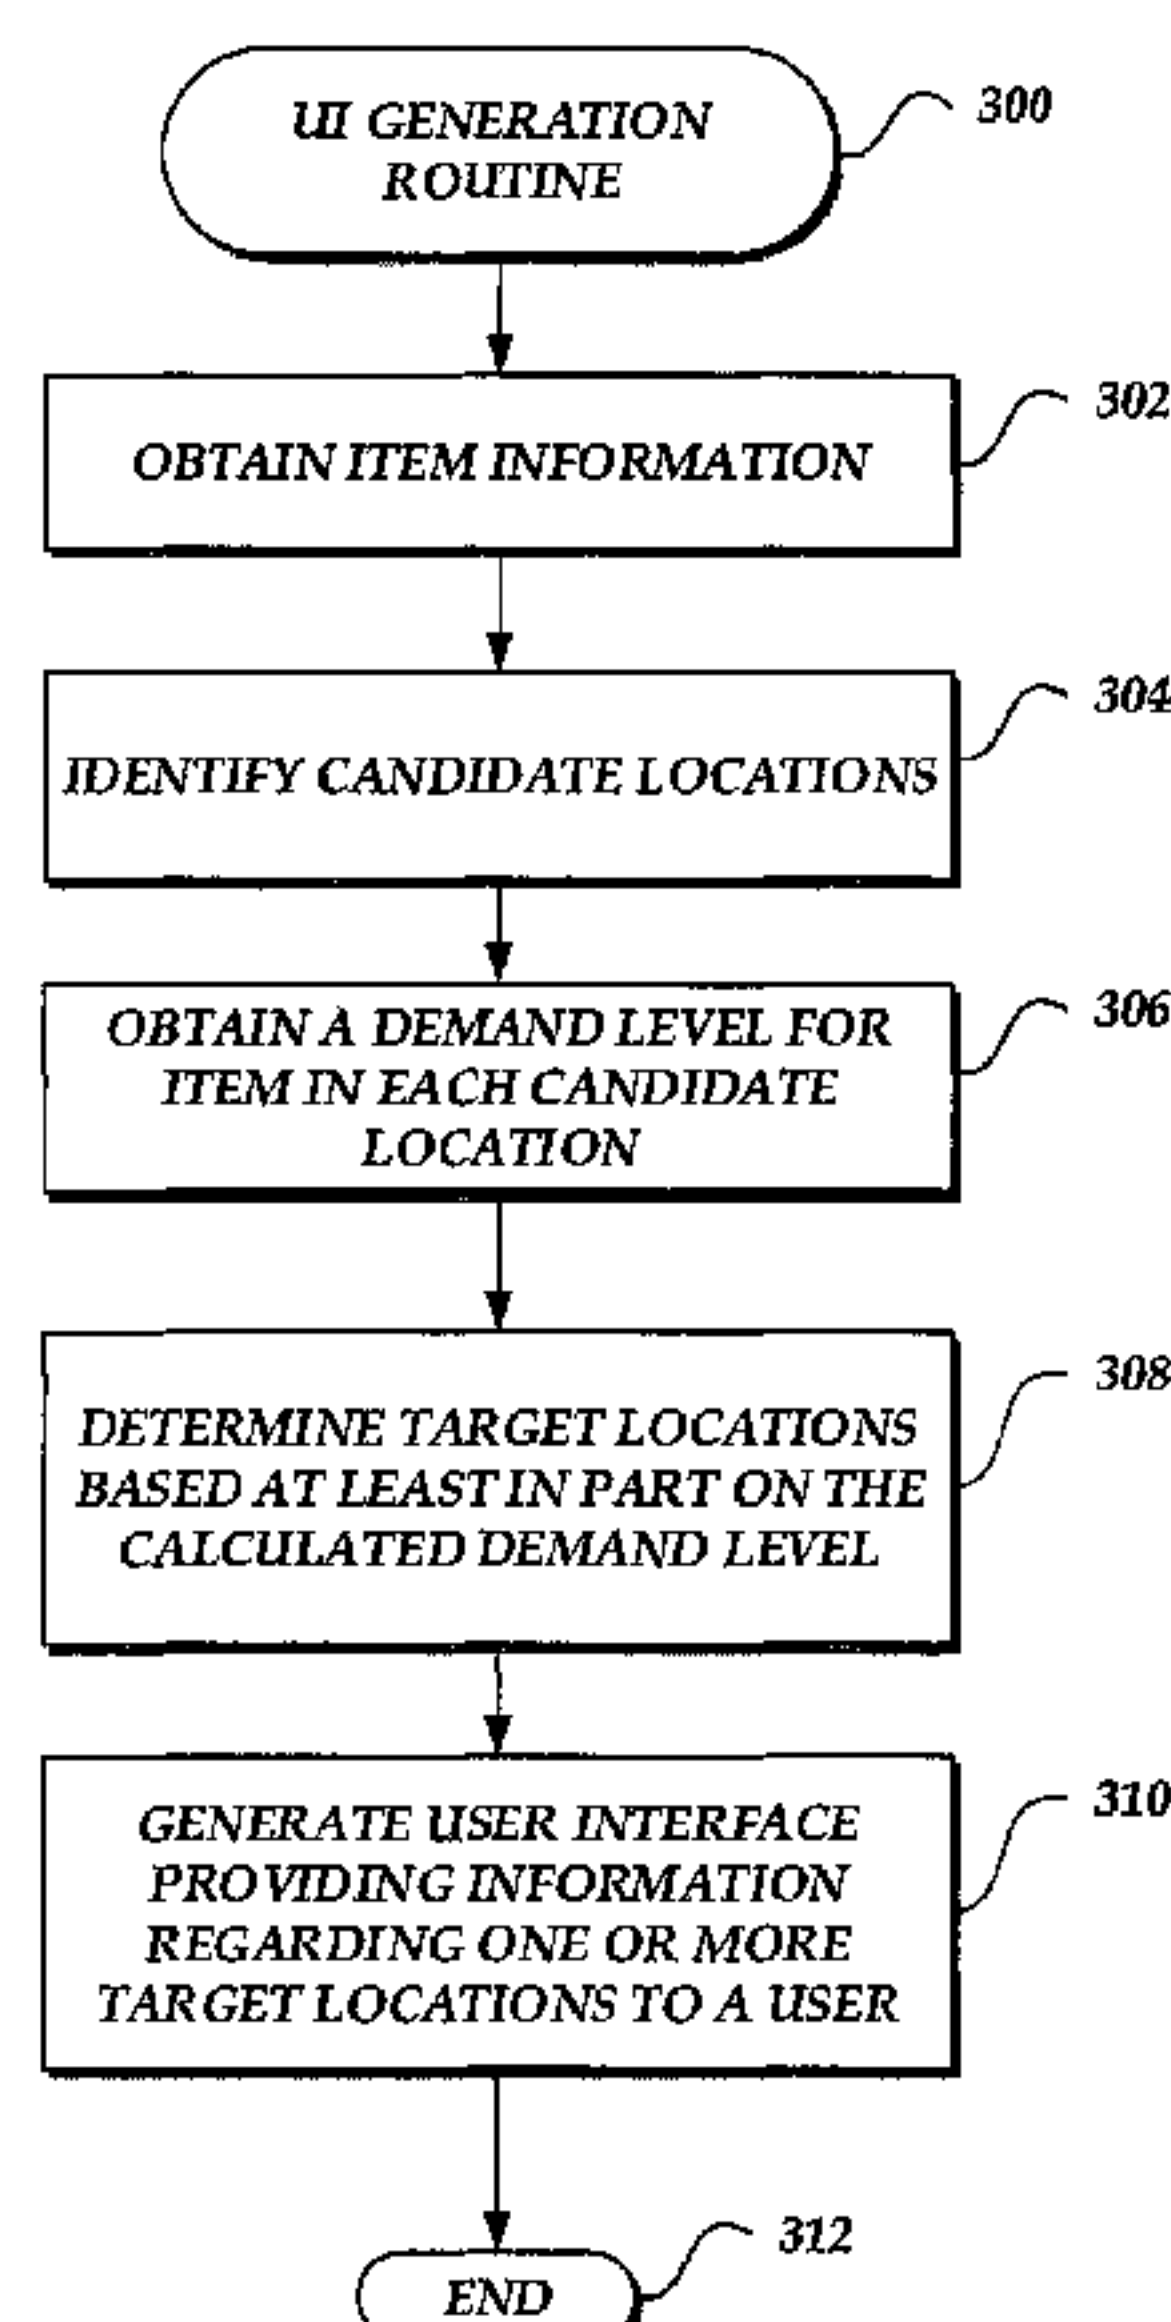 UI GENERATION
ROUTINE
300
OBTAIN ITEM INFORMATION
302
IDENTIFY CANDIDATE LOCATIONS
304
OBTAIN A DEMAND LEVEL FOR
ITEM IN EACH CANDIDATE
LOCATION
306
DETERMINE TARGET LOCATIONS
BASED AT LEAST IN PART ON THE
CALCULATED DEMAND LEVEL
308
GENERATE USER INTERFACE
PROVIDING INFORMATION
REGARDING ONE OR MORE
TARGET LOCATIONS TO A USER
310
END
312